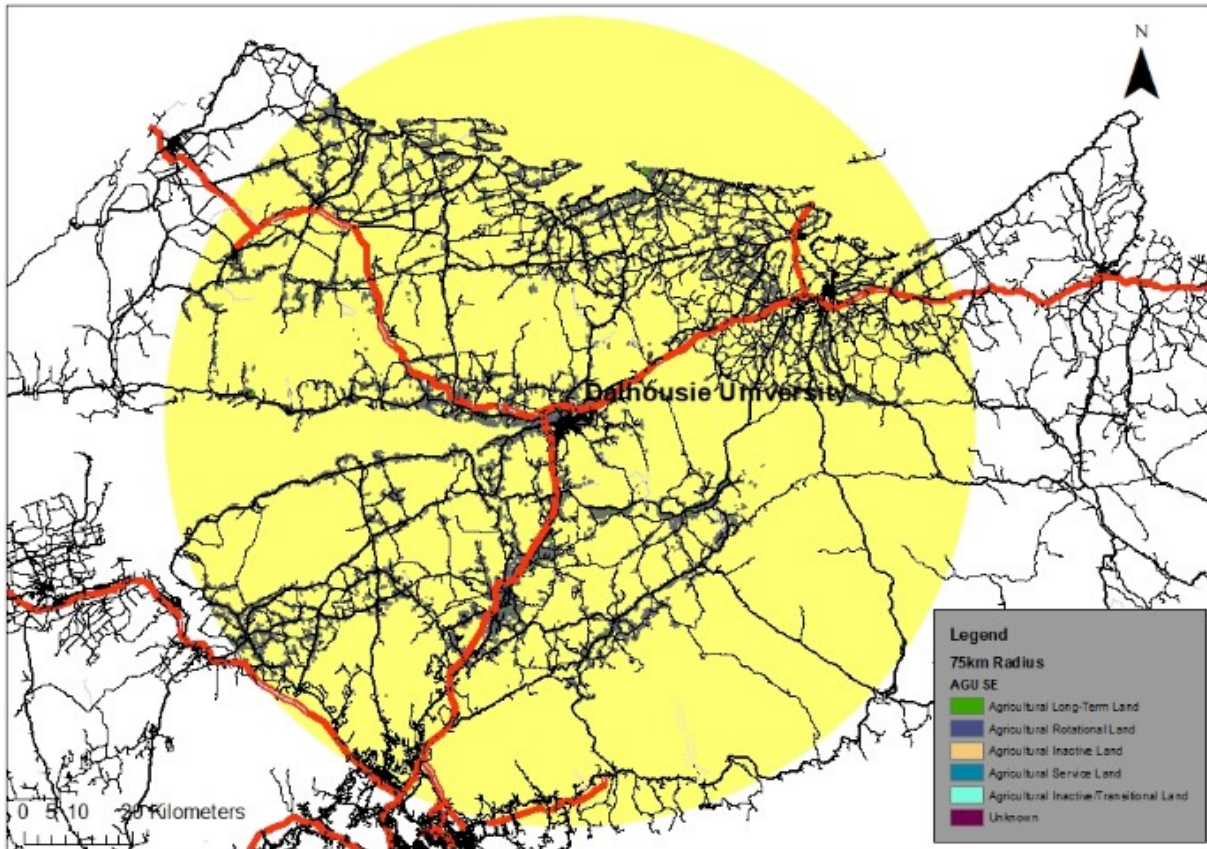 N
Dalhousie University
Legend
75km Radius
AGUSE
Agricultural Long-Term Land
Agricultural Rotational Land
Agricultural Inactive Land
Agricultural Service Land
Agricultural Inactive/Transitional Land
Unknown
0 5 10 20 Kilometers